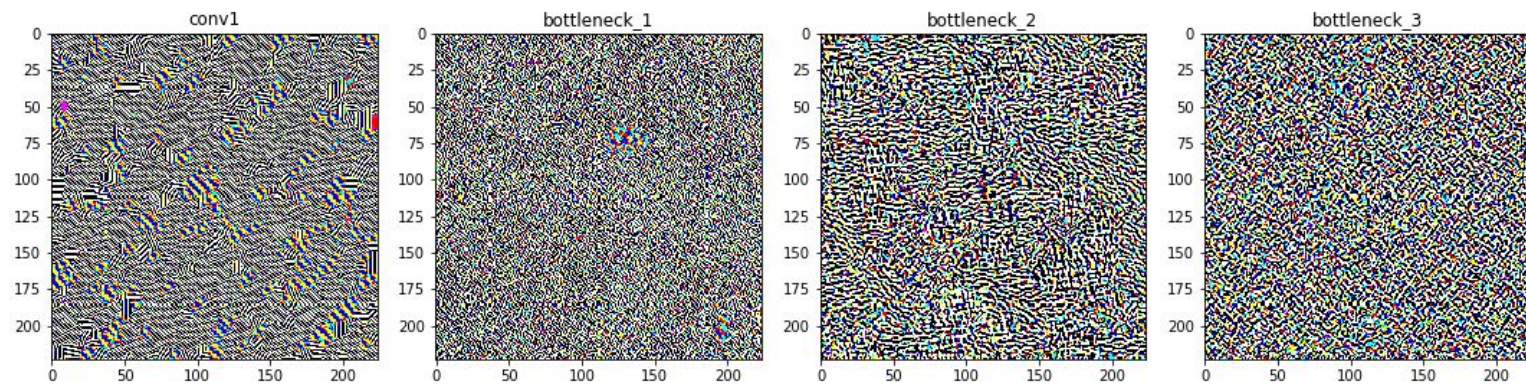 conv1 bottleneck_1 bottleneck_2 bottleneck_3
0 0 0 0
25 25 25 25
50 50 50 50
75 75 75 75
100 100 100 100
125 125 125 125
150 150 150 150
175 175 175 175
200 200 200 200
0 50 100 150 200 0 50 100 150 200 0 50 100 150 200 0 50 100 150 200